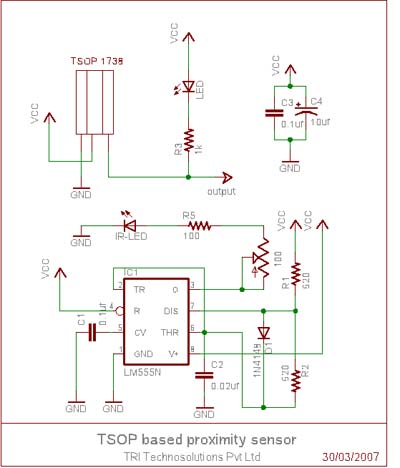 VCC
TSOP 1738
VCC
LED
R3
1k
GND
output
VCC
C3
0.1uf
C4
10uf
GND
GND
IR-LED
R5
100
100
VCC
VCC
VCC
IC1
2 TR O 3
4 R DIS 7
5 CV THR 6
1 GND V+ 8
LM555N
C1
0.1uf
D1
1N4148
R1
620
R2
620
C2
0.02uf
GND
GND
GND
TSOP based proximity sensor
TRI Technosolutions Pvt Ltd
30/03/2007